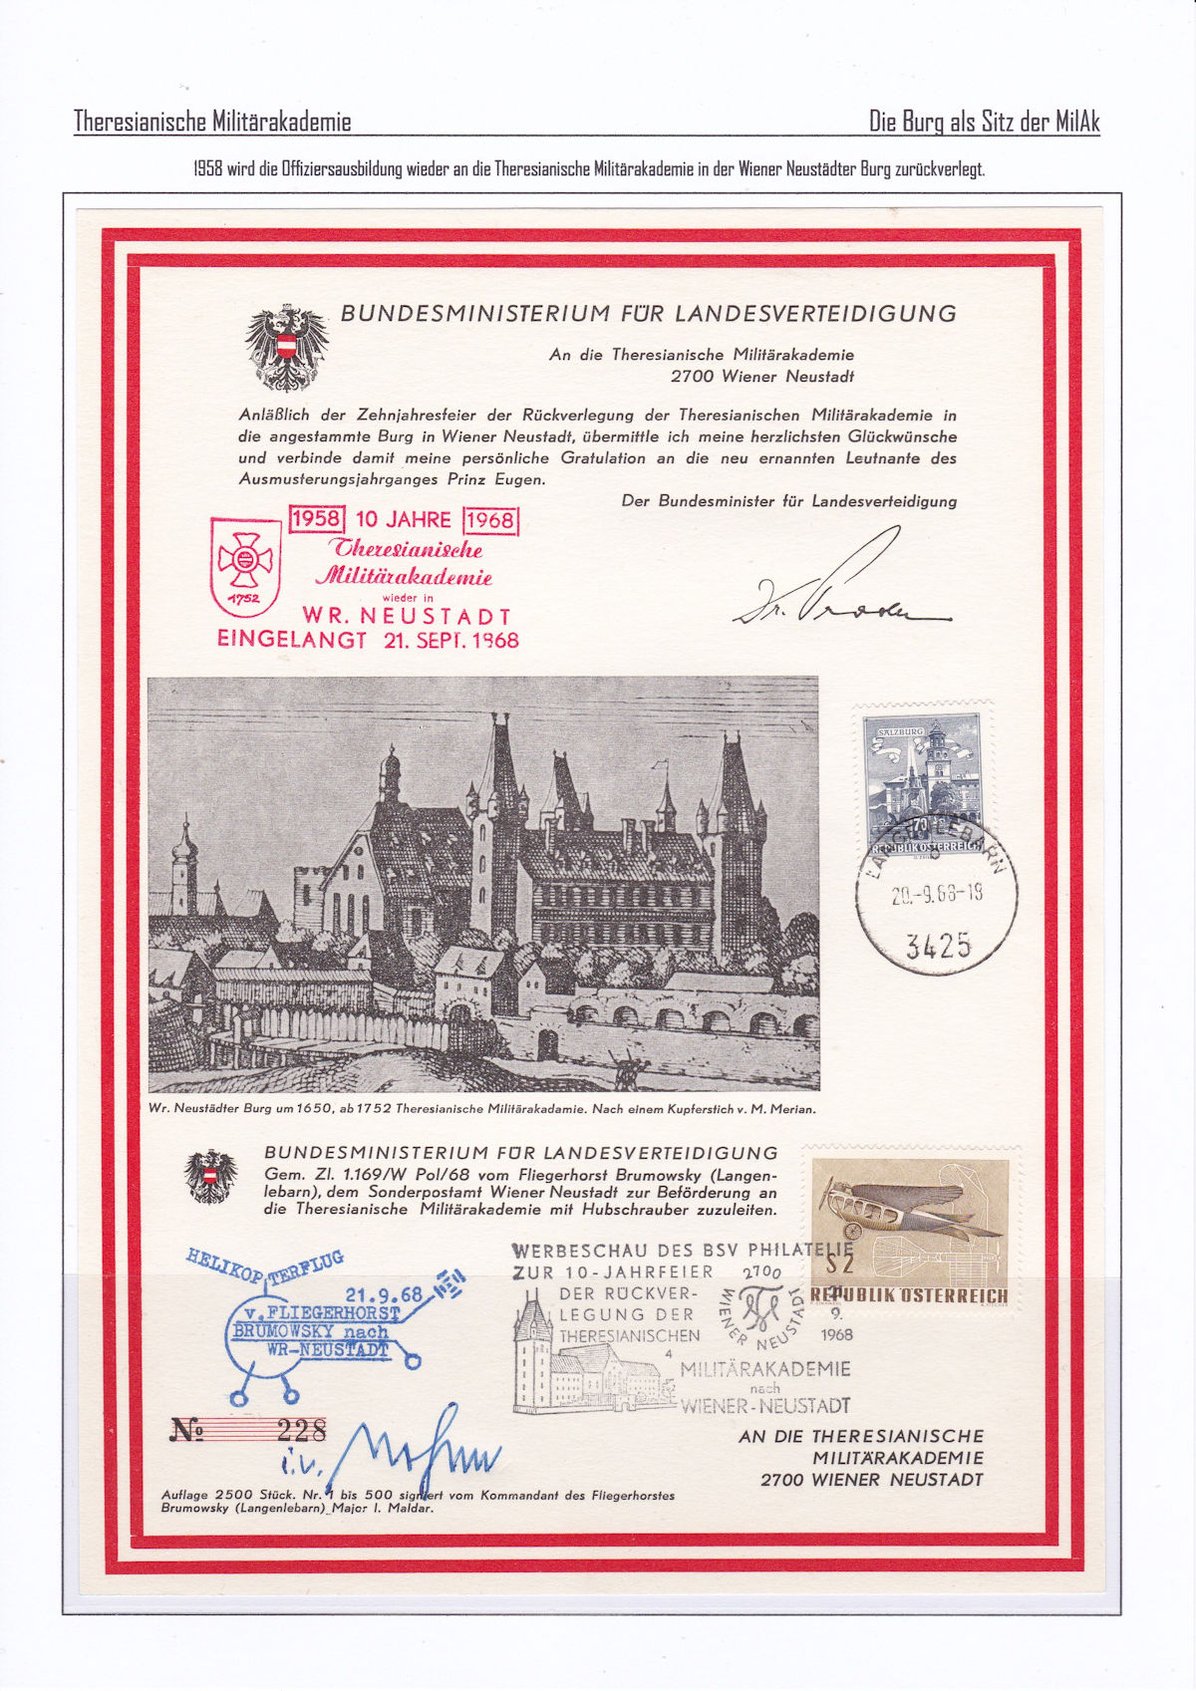 Theresianische Militärakademie
Die Burg als Sitz der MilAk
1958 wird die Offiziersausbildung wieder an die Theresianische Militärakademie in der Wiener Neustädter Burg zurückverlegt.
BUNDESMINISTERIUM FÜR LANDESVERTEIDIGUNG
An die Theresianische Militärakademie
2700 Wiener Neustadt
Anläßlich der Zehnjahresfeier der Rückverlegung der Theresianischen Militärakademie in
die angestammte Burg in Wiener Neustadt, übermittle ich meine herzlichsten Glückwünsche
und verbinde damit meine persönliche Gratulation an die neu ernannten Leutnante des
Ausmusterungsjahrganges Prinz Eugen.
Der Bundesminister für Landesverteidigung
1958 10 JAHRE 1968
Theresianische
Militärakademie
wieder in
WR. NEUSTADT
EINGELANGT 21. SEPT. 1968
1752
Dr. Prader
SALZBURG
70
REPUBLIK ÖSTERREICH
LANGENLEBARN
20.-9.68-18
3425
Wr. Neustädter Burg um 1650, ab 1752 Theresianische Militärakadamie. Nach einem Kupferstich v. M. Merian.
BUNDESMINISTERIUM FÜR LANDESVERTEIDIGUNG
Gem. Zl. 1.169/W Pol/68 vom Fliegerhorst Brumowsky (Langen-
lebarn), dem Sonderpostamt Wiener Neustadt zur Beförderung an
die Theresianische Militärakademie mit Hubschrauber zuzuleiten.
S2
REPUBLIK ÖSTERREICH
HELIKOPTERFLUG
21.9.68
v. FLIEGERHORST
BRUMOWSKY nach
WR-NEUSTADT
WERBESCHAU DES BSV PHILATELIE
ZUR 10-JAHRFEIER
DER RÜCKVER-
LEGUNG DER
THERESIANISCHEN
4
MILITÄRAKADEMIE
nach
WIENER-NEUSTADT
2700
WIENER NEUSTADT
21.
9.
1968
№ 228
i.v.
Auflage 2500 Stück. Nr. 1 bis 500 signiert vom Kommandant des Fliegerhorstes
Brumowsky (Langenlebarn) Major I. Maldar.
AN DIE THERESIANISCHE
MILITÄRAKADEMIE
2700 WIENER NEUSTADT